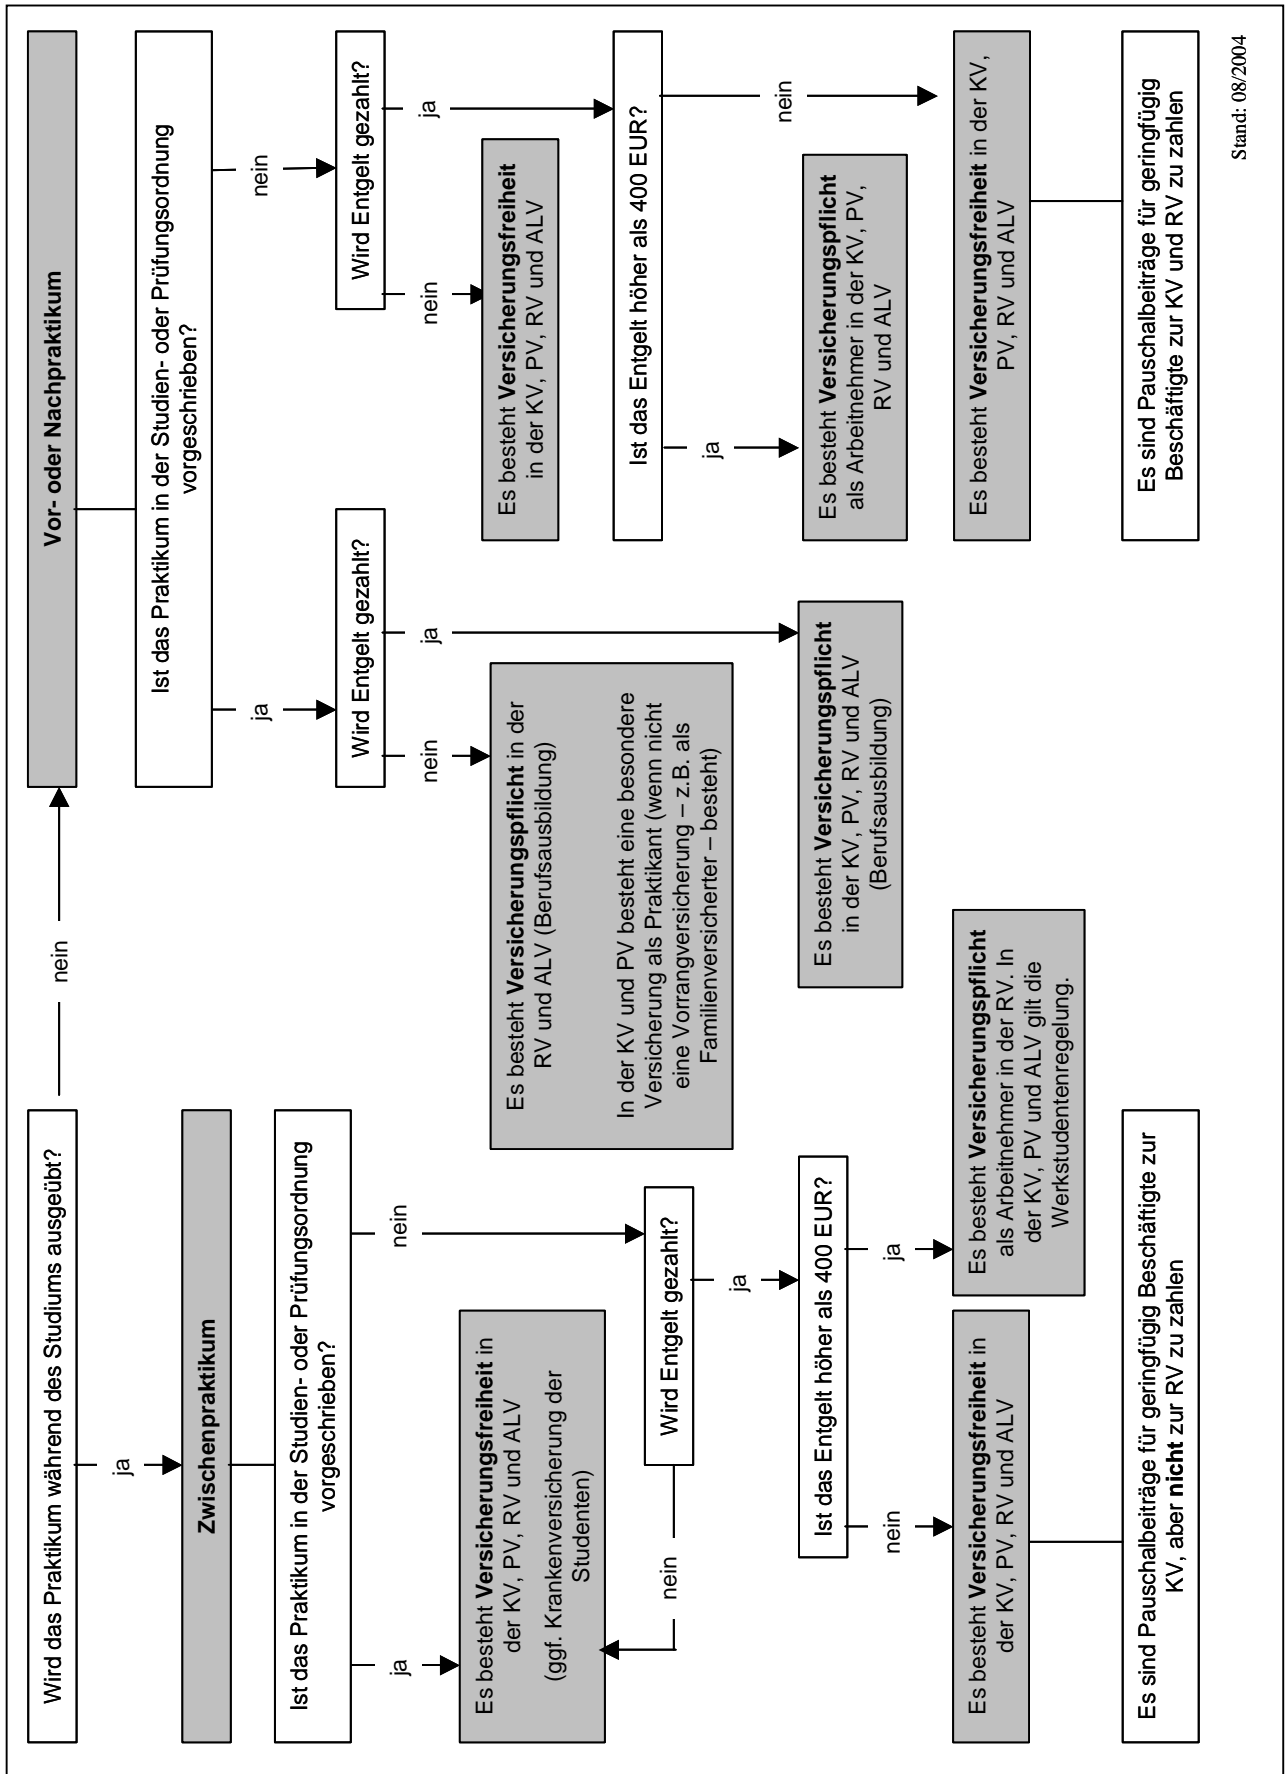 Wird das Praktikum während des Studiums ausgeübt?
nein
ja
Zwischenpraktikum
Ist das Praktikum in der Studien- oder Prüfungsordnung
vorgeschrieben?
ja
nein
Es besteht Versicherungsfreiheit in
der KV, PV, RV und ALV
(ggf. Krankenversicherung der
Studenten)
Wird Entgelt gezahlt?
nein
ja
Ist das Entgelt höher als 400 EUR?
nein
ja
Es besteht Versicherungsfreiheit in
der KV, PV, RV und ALV
Es besteht Versicherungspflicht
als Arbeitnehmer in der RV. In
der KV, PV und ALV gilt die
Werkstudentenregelung.
Es sind Pauschalbeiträge für geringfügig Beschäftigte zur
KV, aber nicht zur RV zu zahlen
Vor- oder Nachpraktikum
Ist das Praktikum in der Studien- oder Prüfungsordnung
vorgeschrieben?
ja
nein
Wird Entgelt gezahlt?
nein
ja
Es besteht Versicherungspflicht in der
RV und ALV (Berufsausbildung)
In der KV und PV besteht eine besondere
Versicherung als Praktikant (wenn nicht
eine Vorrangversicherung – z.B. als
Familienversicherter – besteht)
Es besteht Versicherungspflicht
in der KV, PV, RV und ALV
(Berufsausbildung)
Wird Entgelt gezahlt?
nein
ja
Es besteht Versicherungsfreiheit
in der KV, PV, RV und ALV
Ist das Entgelt höher als 400 EUR?
ja
nein
Es besteht Versicherungspflicht
als Arbeitnehmer in der KV, PV,
RV und ALV
Es besteht Versicherungsfreiheit in der KV,
PV, RV und ALV
Es sind Pauschalbeiträge für geringfügig
Beschäftigte zur KV und RV zu zahlen
Stand: 08/2004